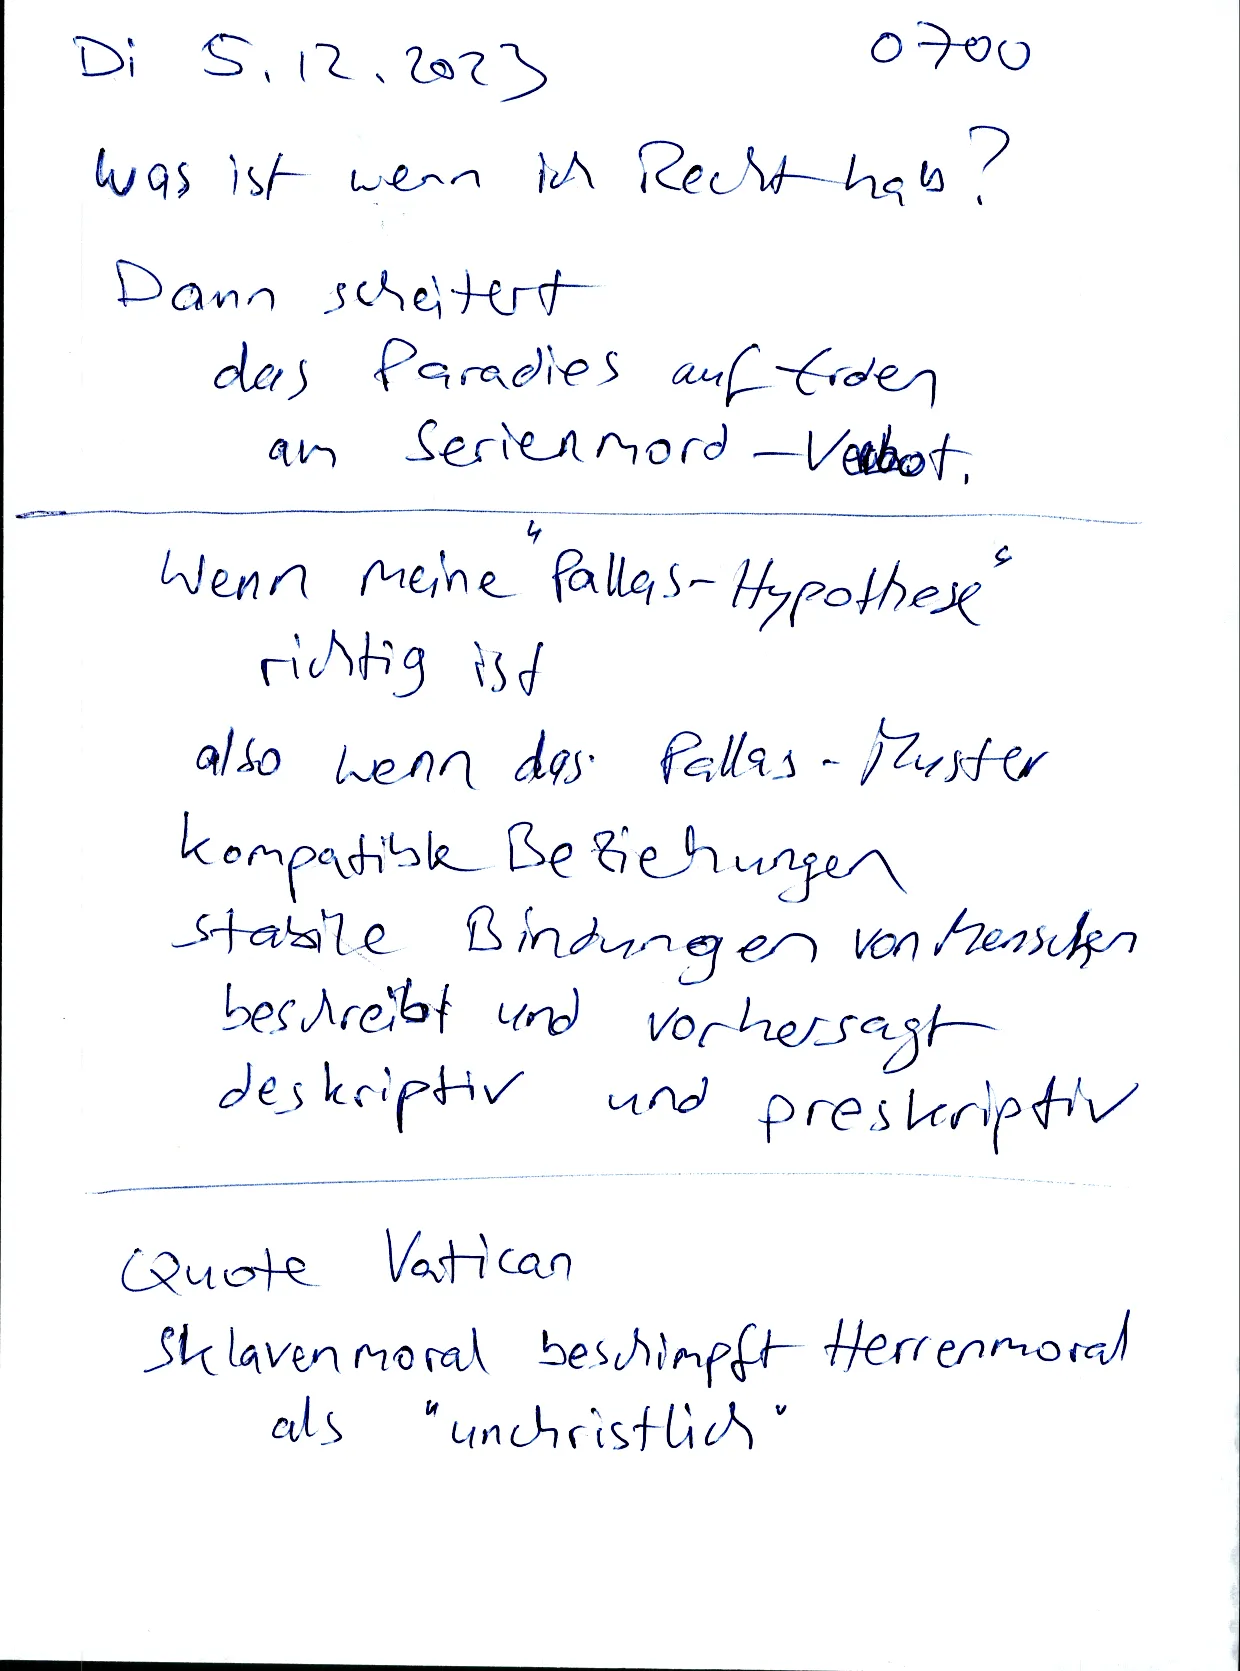 Di 5.12.2023 0700
Was ist wenn ich Recht hab?
Dann scheitert
das Paradies auf Erden
am Serienmord-Verbot.
Wenn meine "Pallas-Hypothese"
richtig ist
also wenn das Pallas-Muster
kompatible Beziehungen
stabile Bindungen von Menschen
beschreibt und vorhersagt
deskriptiv und preskriptiv
Quote Vatican
Sklavenmoral beschimpft Herrenmoral
als "unchristlich"